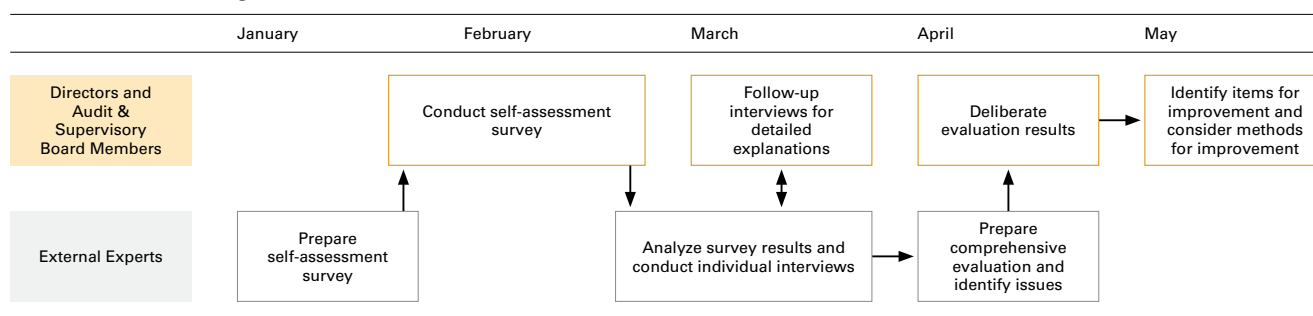 January
February
March
April
May
Directors and
Audit &
Supervisory
Board Members
Conduct self-assessment
survey
Follow-up
interviews for
detailed
explanations
Deliberate
evaluation results
Identify items for
improvement and
consider methods
for improvement
External Experts
Prepare
self-assessment
survey
Analyze survey results and
conduct individual interviews
Prepare
comprehensive
evaluation and
identify issues